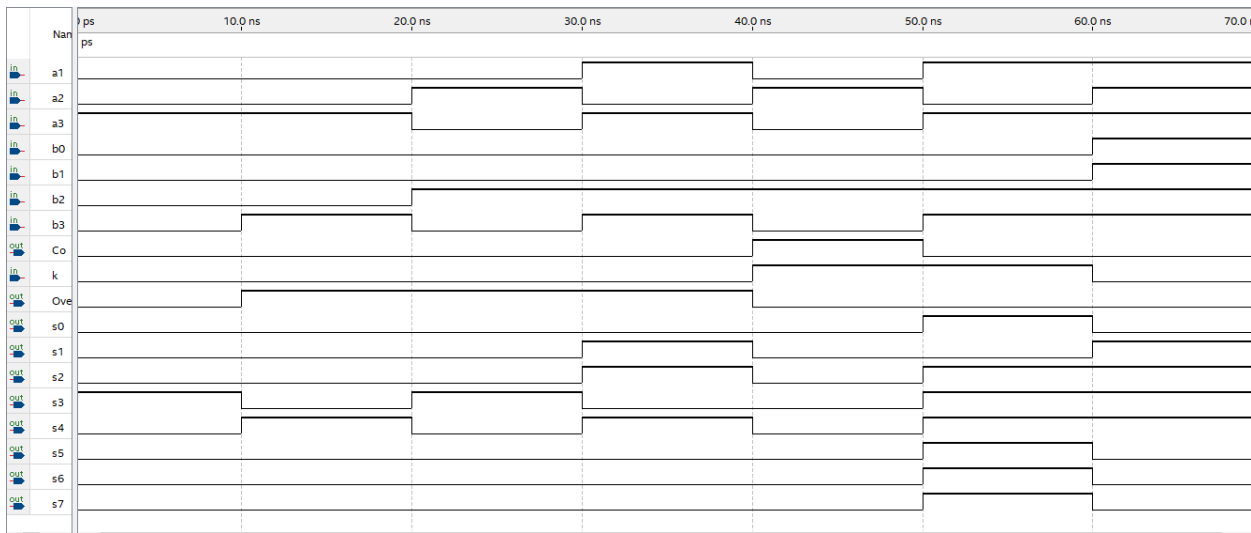 ) ps 10.0 ns 20.0 ns 30.0 ns 40.0 ns 50.0 ns 60.0 ns 70.0
Nan
ps
in a1
in a2
in a3
in b0
in b1
in b2
in b3
out Co
in k
out Ove
out s0
out s1
out s2
out s3
out s4
out s5
out s6
out s7